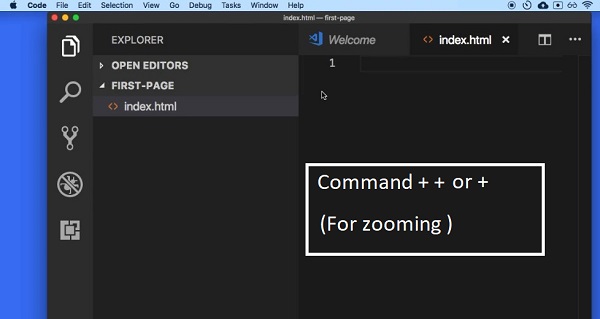 Code File Edit Selection View Go Debug Tasks Window Help
index.html — first-page
EXPLORER
Welcome
index.html
OPEN EDITORS
1
FIRST-PAGE
index.html
Command + + or +
(For zooming )